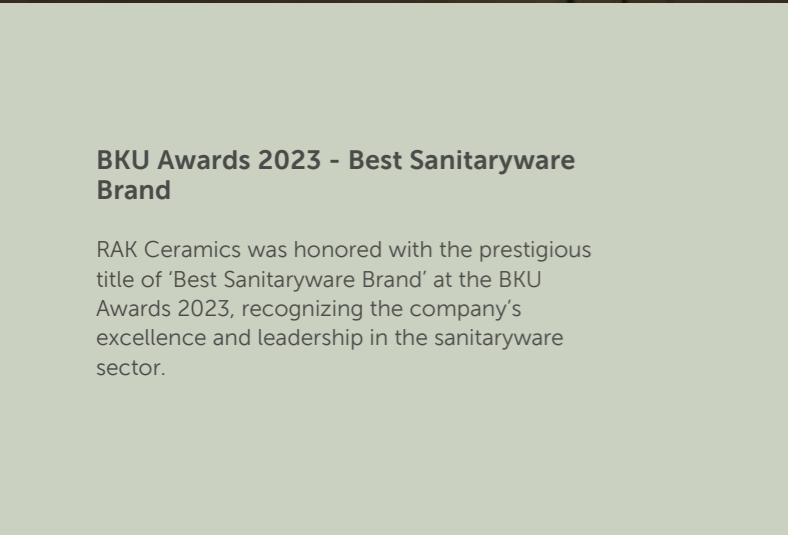 BKU Awards 2023 - Best Sanitaryware
Brand
RAK Ceramics was honored with the prestigious
title of ‘Best Sanitaryware Brand’ at the BKU
Awards 2023, recognizing the company’s
excellence and leadership in the sanitaryware
sector.